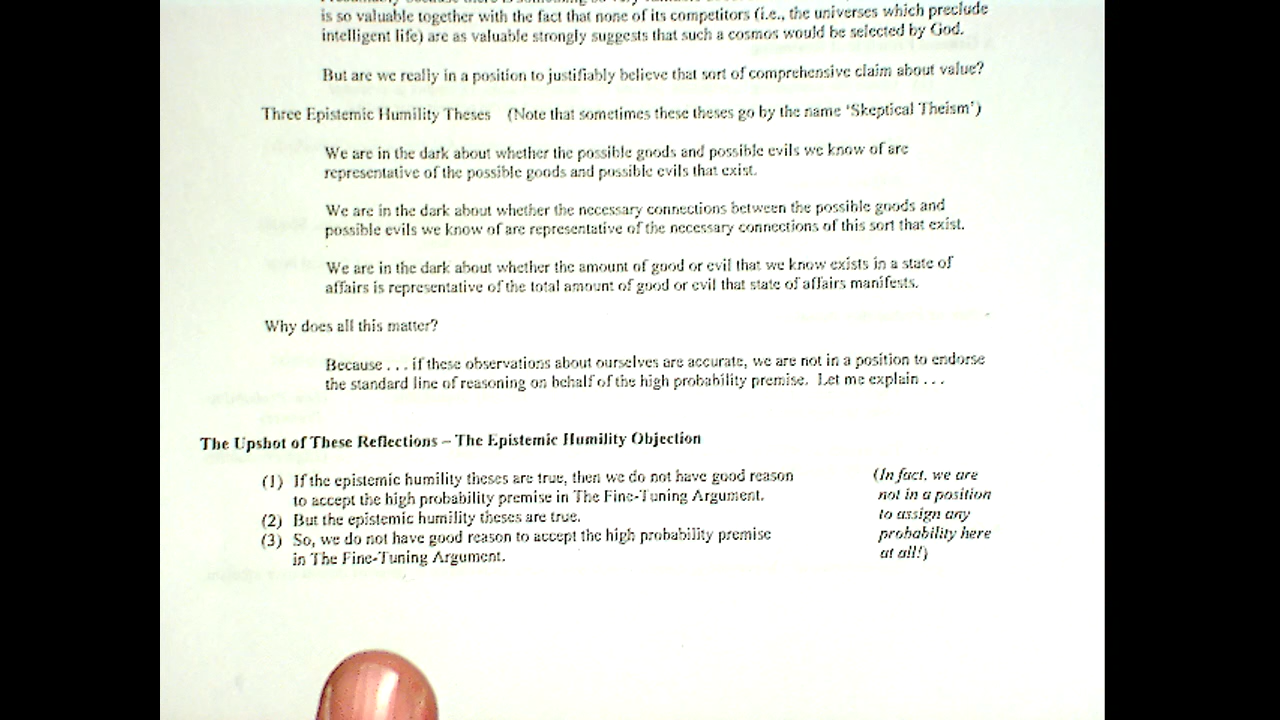 is so valuable together with the fact that none of its competitors (i.e., the universes which preclude
intelligent life) are as valuable strongly suggests that such a cosmos would be selected by God.
But are we really in a position to justifiably believe that sort of comprehensive claim about value?
Three Epistemic Humility Theses (Note that sometimes these theses go by the name ‘Skeptical Theism’)
We are in the dark about whether the possible goods and possible evils we know of are
representative of the possible goods and possible evils that exist.
We are in the dark about whether the necessary connections between the possible goods and
possible evils we know of are representative of the necessary connections of this sort that exist.
We are in the dark about whether the amount of good or evil that we know exists in a state of
affairs is representative of the total amount of good or evil that state of affairs manifests.
Why does all this matter?
Because . . . if these observations about ourselves are accurate, we are not in a position to endorse
the standard line of reasoning on behalf of the high probability premise. Let me explain . . .
The Upshot of These Reflections – The Epistemic Humility Objection
(1) If the epistemic humility theses are true, then we do not have good reason
to accept the high probability premise in The Fine-Tuning Argument.
(2) But the epistemic humility theses are true.
(3) So, we do not have good reason to accept the high probability premise
in The Fine-Tuning Argument.
(In fact, we are
not in a position
to assign any
probability here
at all!)